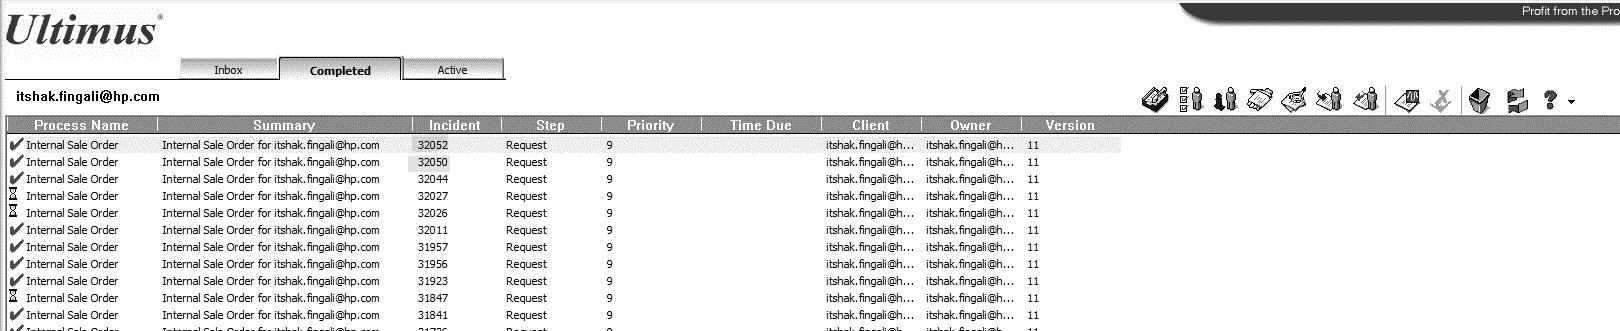 Profit from the Pro
Ultimus®
Inbox Completed Active
itshak.fingali@hp.com
Process Name Summary Incident Step Priority Time Due Client Owner Version
Internal Sale Order Internal Sale Order for itshak.fingali@hp.com 32052 Request 9 itshak.fingali@h... itshak.fingali@h... 11
Internal Sale Order Internal Sale Order for itshak.fingali@hp.com 32050 Request 9 itshak.fingali@h... itshak.fingali@h... 11
Internal Sale Order Internal Sale Order for itshak.fingali@hp.com 32044 Request 9 itshak.fingali@h... itshak.fingali@h... 11
Internal Sale Order Internal Sale Order for itshak.fingali@hp.com 32027 Request 9 itshak.fingali@h... itshak.fingali@h... 11
Internal Sale Order Internal Sale Order for itshak.fingali@hp.com 32026 Request 9 itshak.fingali@h... itshak.fingali@h... 11
Internal Sale Order Internal Sale Order for itshak.fingali@hp.com 32011 Request 9 itshak.fingali@h... itshak.fingali@h... 11
Internal Sale Order Internal Sale Order for itshak.fingali@hp.com 31957 Request 9 itshak.fingali@h... itshak.fingali@h... 11
Internal Sale Order Internal Sale Order for itshak.fingali@hp.com 31956 Request 9 itshak.fingali@h... itshak.fingali@h... 11
Internal Sale Order Internal Sale Order for itshak.fingali@hp.com 31923 Request 9 itshak.fingali@h... itshak.fingali@h... 11
Internal Sale Order Internal Sale Order for itshak.fingali@hp.com 31847 Request 9 itshak.fingali@h... itshak.fingali@h... 11
Internal Sale Order Internal Sale Order for itshak.fingali@hp.com 31841 Request 9 itshak.fingali@h... itshak.fingali@h... 11
Internal Sale Order Internal Sale Order for itshak.fingali@hp.com Request 9 itshak.fingali@h... itshak.fingali@h... 11